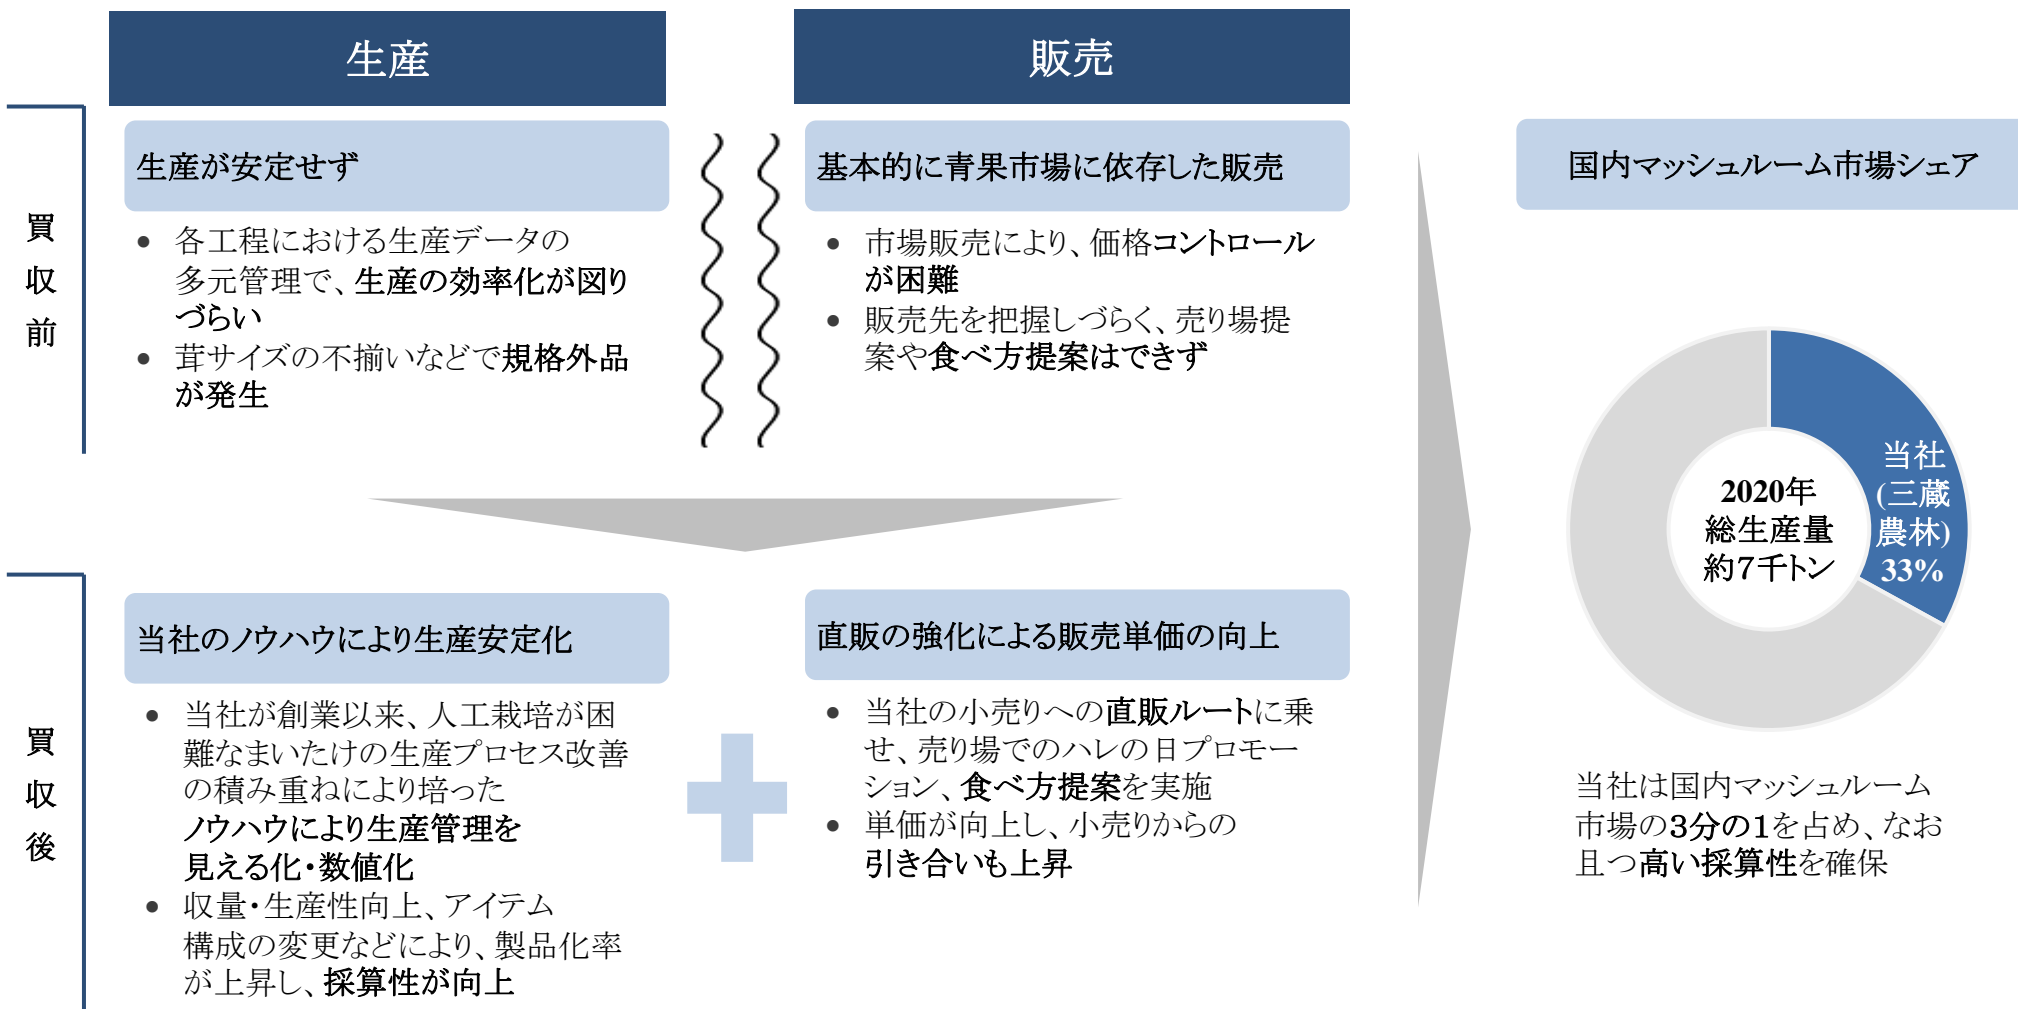 生産
販売
買
収
前
生産が安定せず
• 各工程における生産データの
多元管理で、生産の効率化が図り
づらい
• 茸サイズの不揃いなどで規格外品
が発生
基本的に青果市場に依存した販売
• 市場販売により、価格コントロール
が困難
• 販売先を把握しづらく、売り場提
案や食べ方提案はできず
買
収
後
当社のノウハウにより生産安定化
• 当社が創業以来、人工栽培が困
難なまいたけの生産プロセス改善
の積み重ねにより培った
ノウハウにより生産管理を
見える化・数値化
• 収量・生産性向上、アイテム
構成の変更などにより、製品化率
が上昇し、採算性が向上
直販の強化による販売単価の向上
• 当社の小売りへの直販ルートに乗
せ、売り場でのハレの日プロモー
ション、食べ方提案を実施
• 単価が向上し、小売りからの
引き合いも上昇
国内マッシュルーム市場シェア
2020年
総生産量
約7千トン
当社
(三蔵
農林)
33%
当社は国内マッシュルーム
市場の3分の1を占め、なお
且つ高い採算性を確保